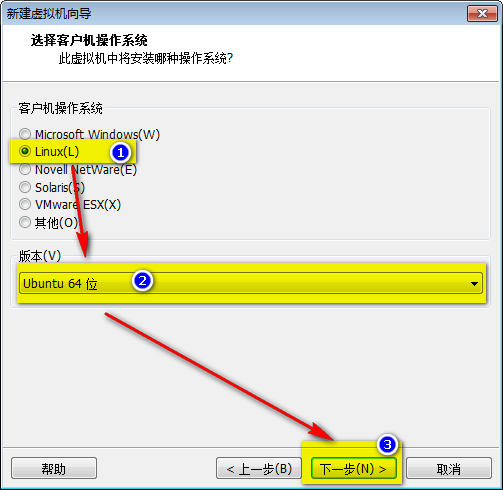 新建虚拟机向导
选择客户机操作系统
此虚拟机中将安装哪种操作系统?
客户机操作系统
Microsoft Windows(W)
Linux(L)
1
Novell NetWare(E)
Solaris(S)
VMware ESX(X)
其他(O)
版本(V)
Ubuntu 64 位
2
3
帮助
< 上一步(B)
下一步(N) >
取消